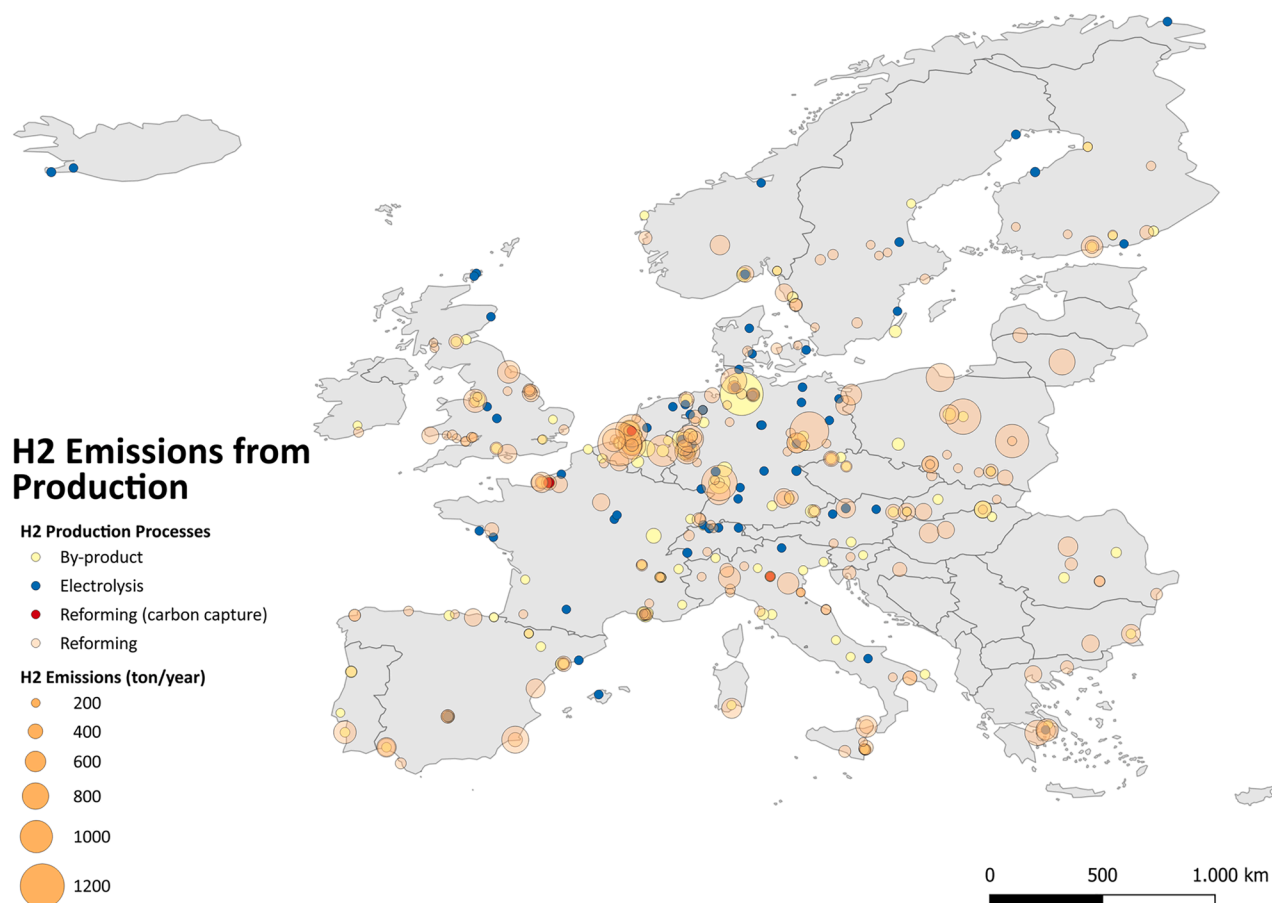 H2 Emissions from
Production
H2 Production Processes
By-product
Electrolysis
Reforming (carbon capture)
Reforming
H2 Emissions (ton/year)
200
400
600
800
1000
1200
0 500 1.000 km